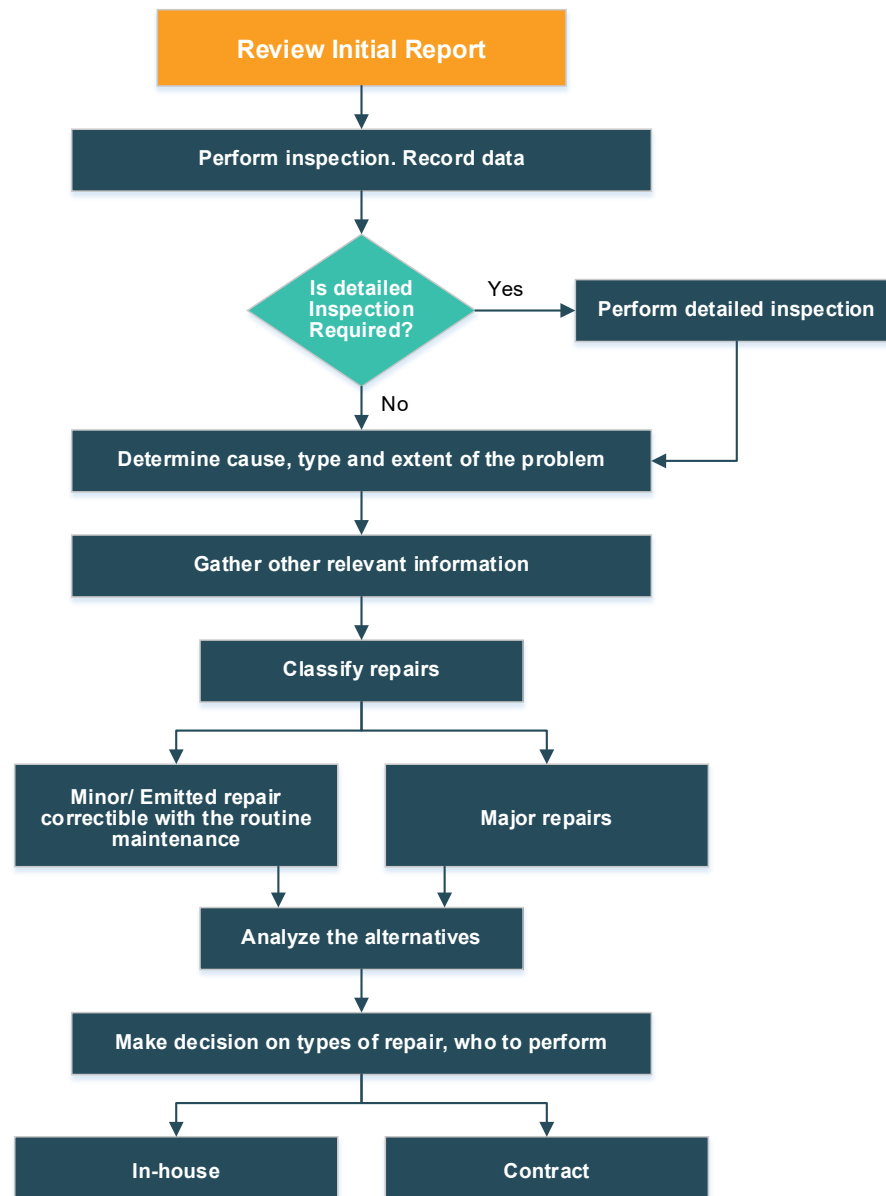 Review Initial Report
Perform inspection. Record data
Is detailed
Inspection
Required?
Yes
Perform detailed inspection
No
Determine cause, type and extent of the problem
Gather other relevant information
Classify repairs
Minor/ Emitted repair
correctible with the routine
maintenance
Major repairs
Analyze the alternatives
Make decision on types of repair, who to perform
In-house
Contract